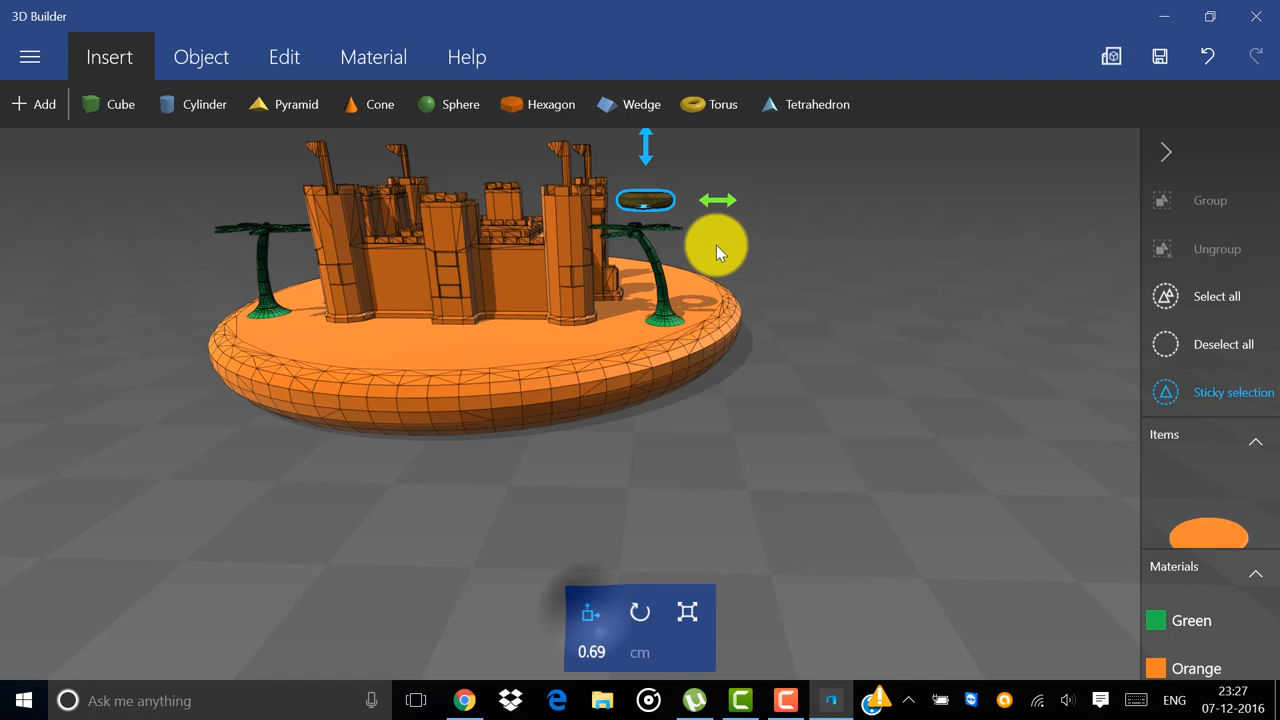 3D Builder
Insert Object Edit Material Help
Add Cube Cylinder Pyramid Cone Sphere Hexagon Wedge Torus Tetrahedron
Group
Ungroup
Select all
Deselect all
Sticky selection
Items
Materials
Green
Orange
0.69 cm
Ask me anything
ENG
23:27
07-12-2016